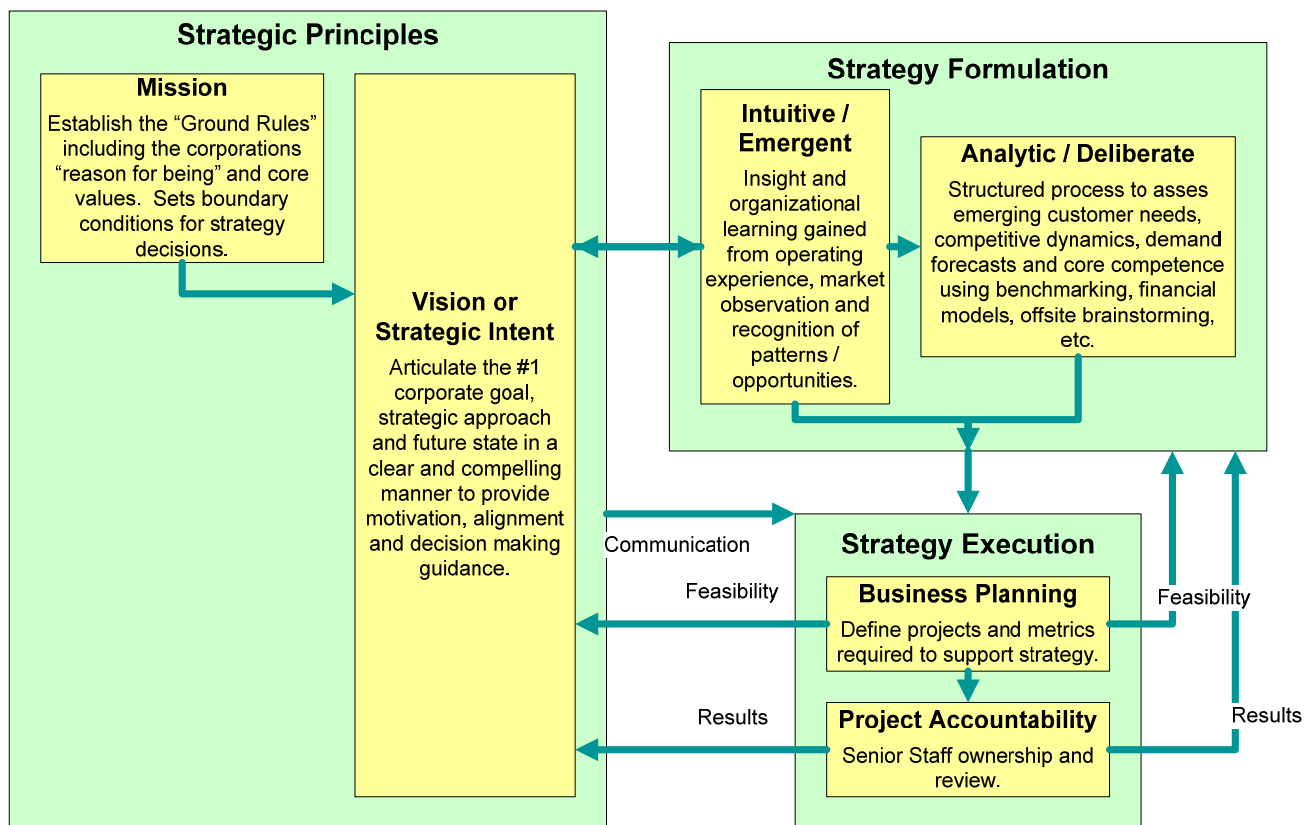 Strategic Principles
Mission
Establish the “Ground Rules”
including the corporations
“reason for being” and core
values.  Sets boundary
conditions for strategy
decisions.
Vision or
Strategic Intent
Articulate the #1
corporate goal,
strategic approach
and future state in a
clear and compelling
manner to provide
motivation, alignment
and decision making
guidance.
Strategy Formulation
Intuitive /
Emergent
Insight and
organizational
learning gained
from operating
experience, market
observation and
recognition of
patterns /
opportunities.
Analytic / Deliberate
Structured process to asses
emerging customer needs,
competitive dynamics, demand
forecasts and core competence
using benchmarking, financial
models, offsite brainstorming,
etc.
Communication
Feasibility
Results
Strategy Execution
Business Planning
Define projects and metrics
required to support strategy.
Project Accountability
Senior Staff ownership and
review.
Feasibility
Results